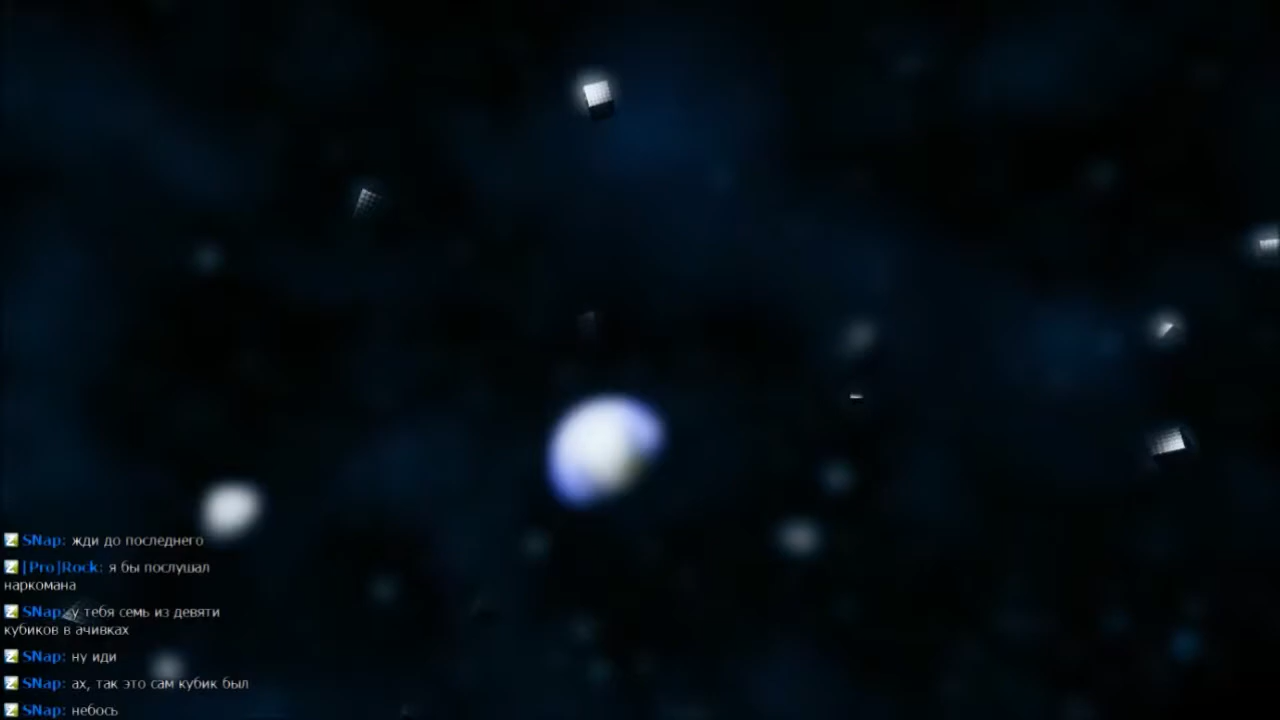 SNap: жди до последнего
[Pro]Rock: я бы послушал
наркомана
SNap: у тебя семь из девяти
кубиков в ачивках
SNap: ну иди
SNap: ах, так это сам кубик был
SNap: небось